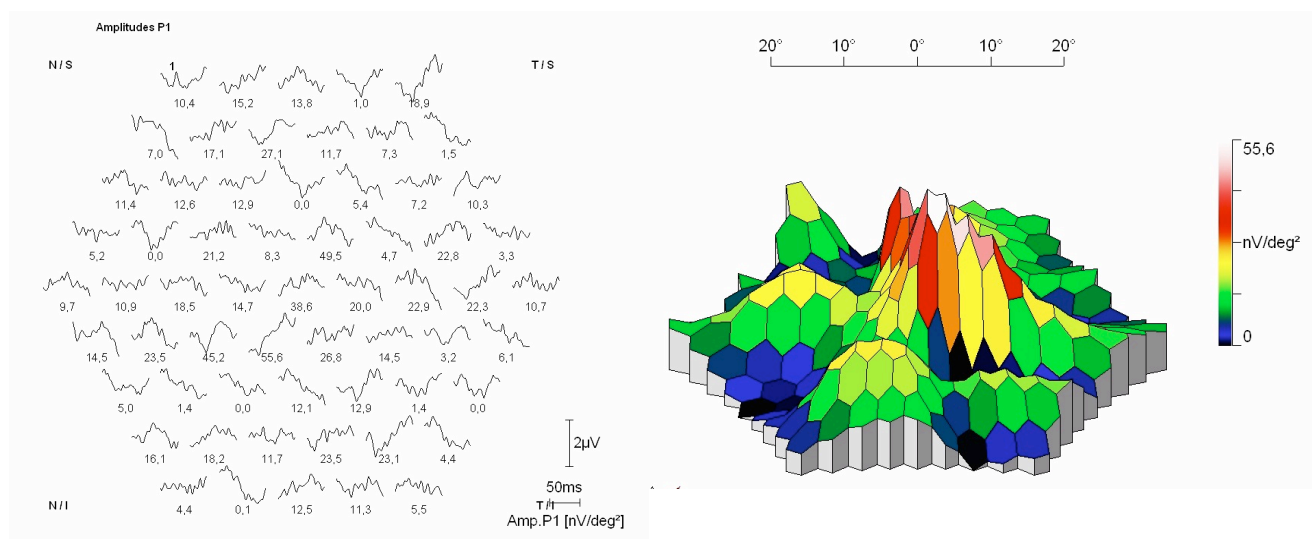 Amplitudes P1
N/S
T/S
1
10,4 15,2 13,8 1,0 18,9
7,0 17,1 27,1 11,7 7,3 1,5
11,4 12,6 12,9 0,0 5,4 7,2 10,3
5,2 0,0 21,2 8,3 49,5 4,7 22,8 3,3
9,7 10,9 18,5 14,7 38,6 20,0 22,9 22,3 10,7
14,5 23,5 45,2 55,6 26,8 14,5 3,2 6,1
5,0 1,4 0,0 12,1 12,9 1,4 0,0
16,1 18,2 11,7 23,5 23,1 4,4
4,4 0,1 12,5 11,3 5,5
N/I
T/I
2µV
50ms
Amp.P1 [nV/deg²]
20° 10° 0° 10° 20°
55,6
nV/deg²
0